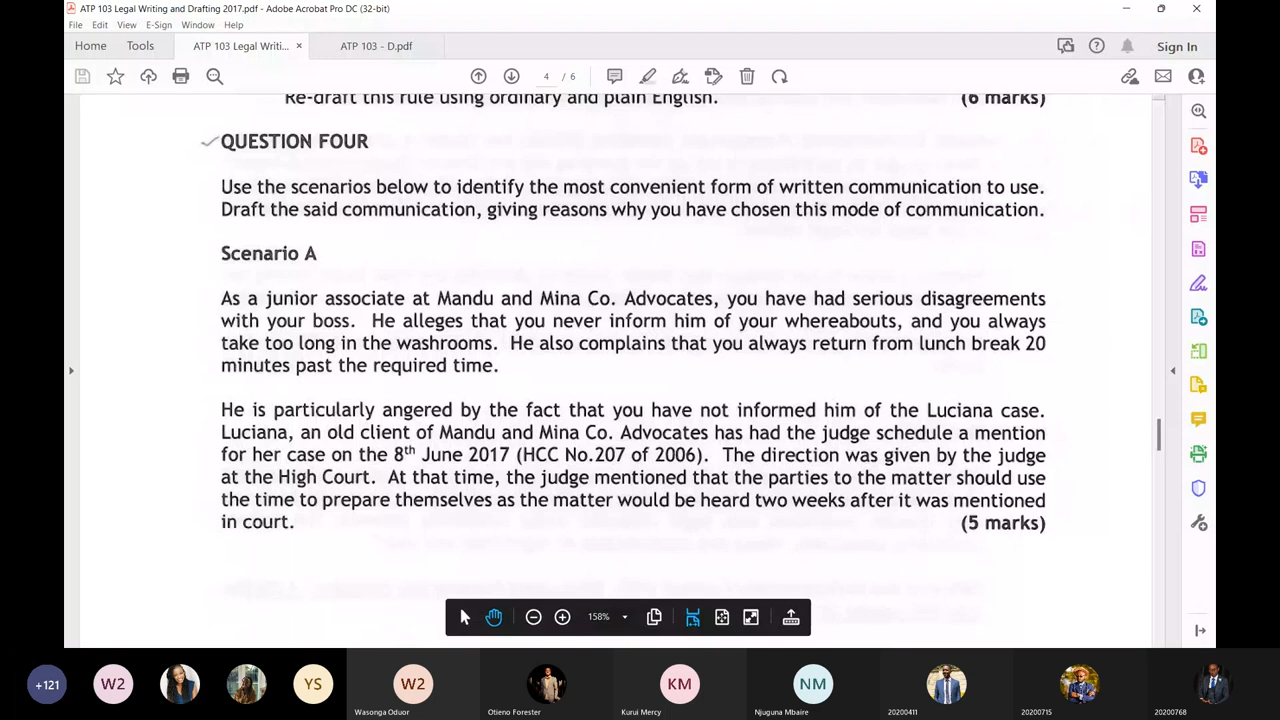 ATP 103 Legal Writing and Drafting 2017.pdf - Adobe Acrobat Pro DC (32-bit)
File Edit View E-Sign Window Help
Home Tools ATP 103 Legal Writi... × ATP 103 - D.pdf Sign In
4 / 6
Re-draft this rule using ordinary and plain English. (6 marks)
QUESTION FOUR
Use the scenarios below to identify the most convenient form of written communication to use.
Draft the said communication, giving reasons why you have chosen this mode of communication.
Scenario A
As a junior associate at Mandu and Mina Co. Advocates, you have had serious disagreements
with your boss. He alleges that you never inform him of your whereabouts, and you always
take too long in the washrooms. He also complains that you always return from lunch break 20
minutes past the required time.
He is particularly angered by the fact that you have not informed him of the Luciana case.
Luciana, an old client of Mandu and Mina Co. Advocates has had the judge schedule a mention
for her case on the 8th June 2017 (HCC No.207 of 2006). The direction was given by the judge
at the High Court. At that time, the judge mentioned that the parties to the matter should use
the time to prepare themselves as the matter would be heard two weeks after it was mentioned
in court. (5 marks)
158%
+121 W2 YS W2 KM NM
Wasonga Oduor Otieno Forester Kurui Mercy Njuguna Mbaire 20200411 20200715 20200768